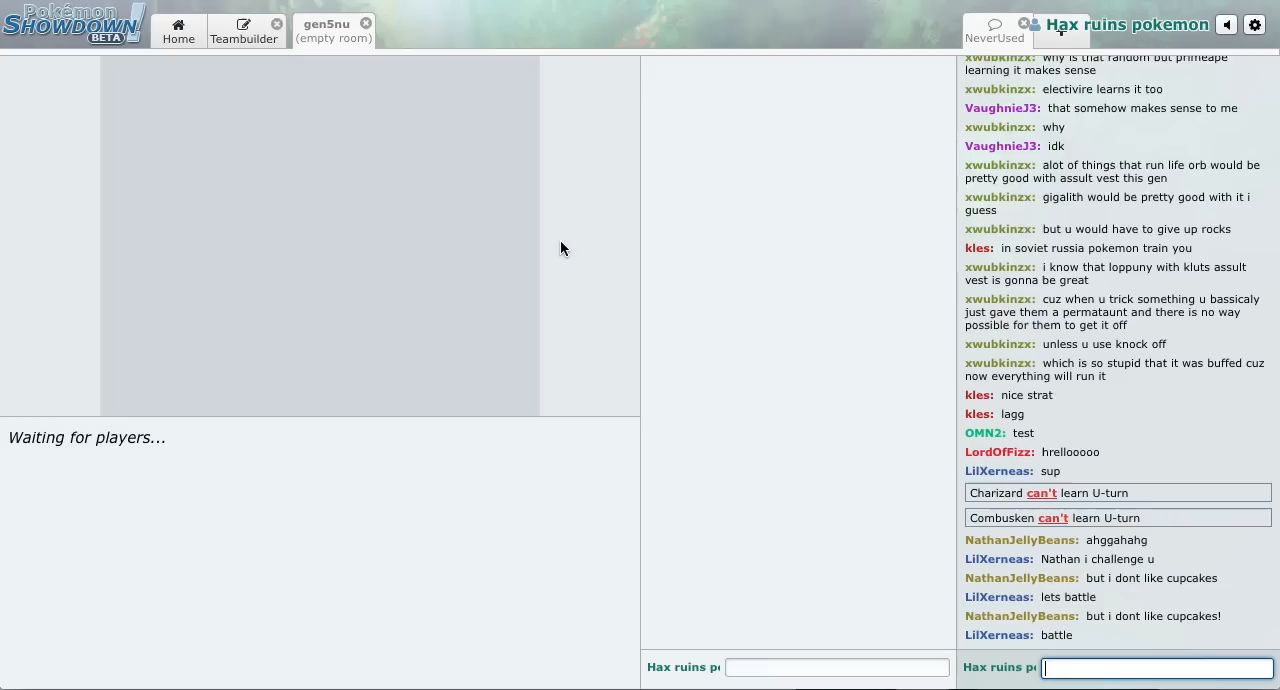 Pokémon
SHOWDOWN!
BETA
Home
Teambuilder
gen5nu
(empty room)
NeverUsed
Hax ruins pokemon
xwubkinzx: why is that random but primeape
learning it makes sense
xwubkinzx: electivire learns it too
VaughnieJ3: that somehow makes sense to me
xwubkinzx: why
VaughnieJ3: idk
xwubkinzx: alot of things that run life orb would be
pretty good with assult vest this gen
xwubkinzx: gigalith would be pretty good with it i
guess
xwubkinzx: but u would have to give up rocks
kles: in soviet russia pokemon train you
xwubkinzx: i know that loppuny with kluts assult
vest is gonna be great
xwubkinzx: cuz when u trick something u bassicaly
just gave them a permataunt and there is no way
possible for them to get it off
xwubkinzx: unless u use knock off
xwubkinzx: which is so stupid that it was buffed cuz
now everything will run it
kles: nice strat
kles: lagg
OMN2: test
LordOfFizz: hrellooooo
LilXerneas: sup
Charizard can't learn U-turn
Combusken can't learn U-turn
NathanJellyBeans: ahggahahg
LilXerneas: Nathan i challenge u
NathanJellyBeans: but i dont like cupcakes
LilXerneas: lets battle
NathanJellyBeans: but i dont like cupcakes!
LilXerneas: battle
Waiting for players...
Hax ruins p
Hax ruins p